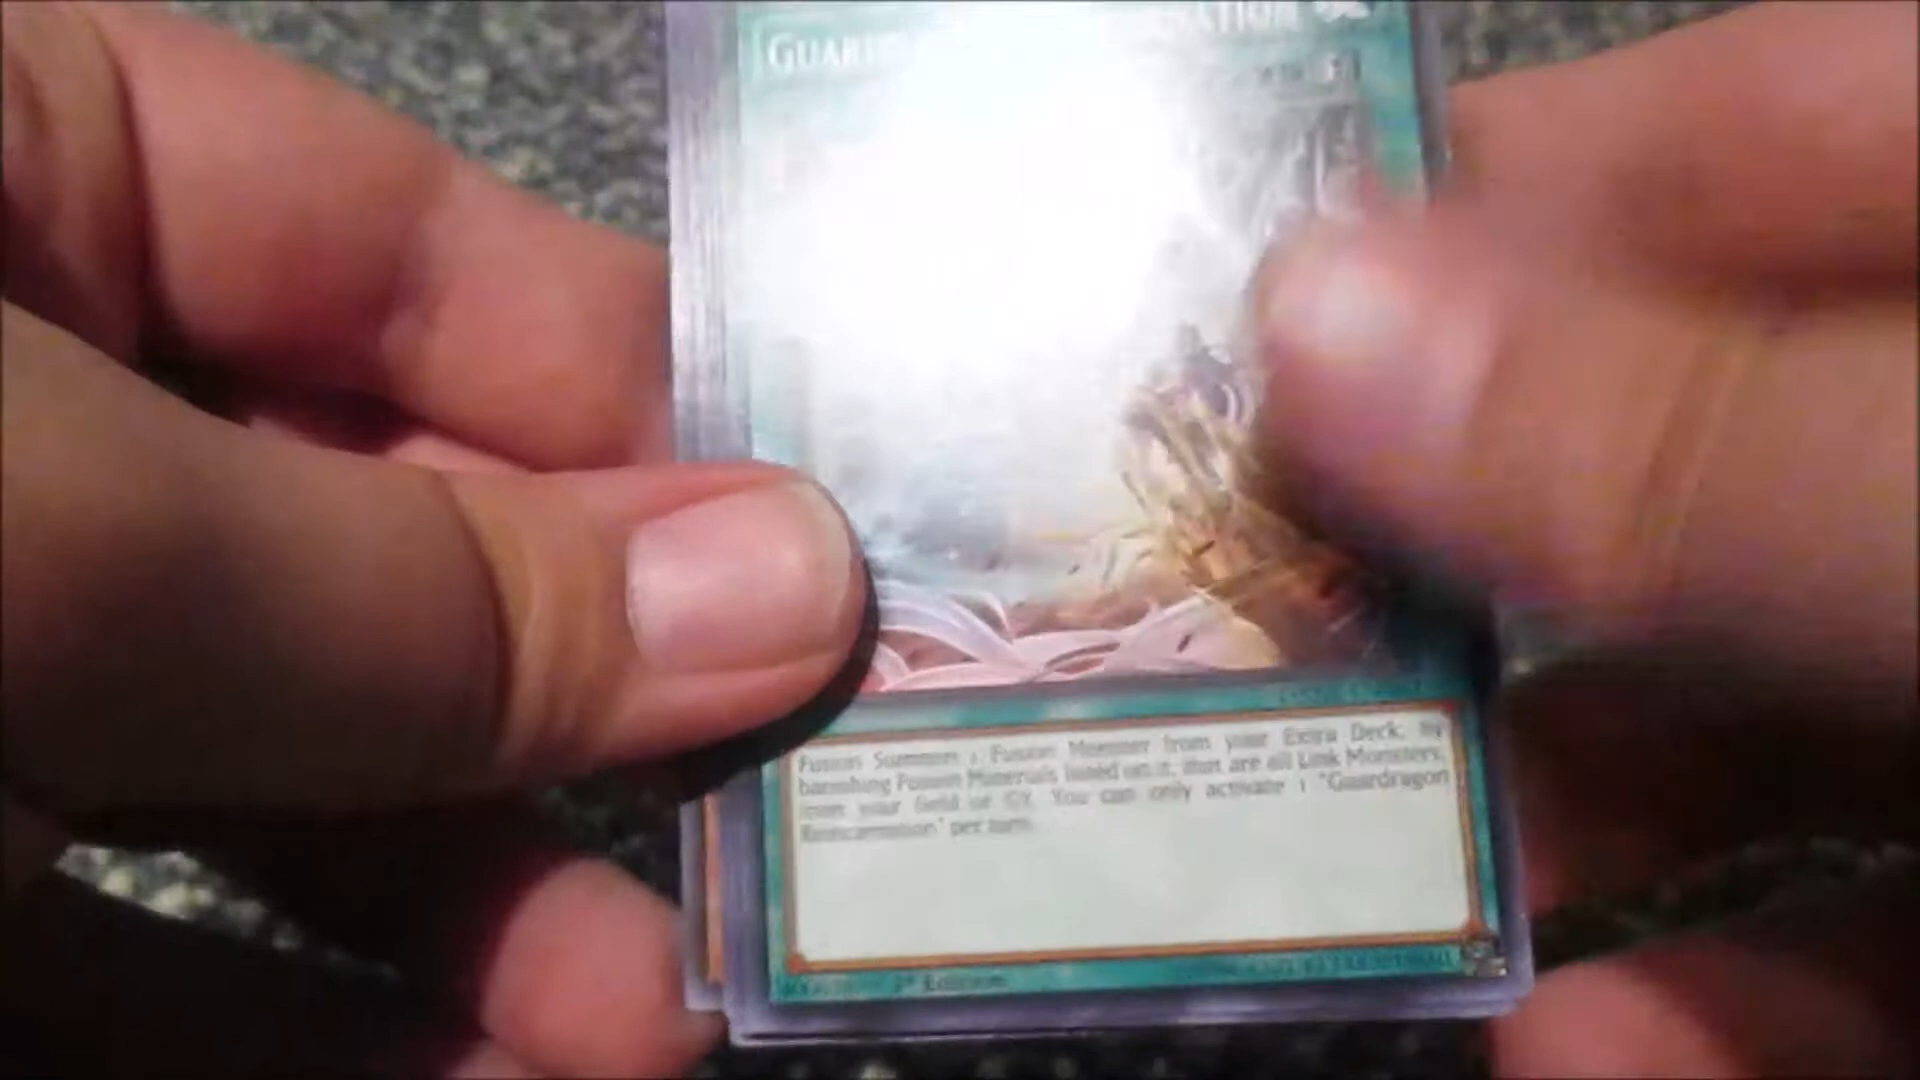 GUARD NATION
Fusion Summon 1 Fusion Monster from your Extra Deck, by
banishing Fusion Materials listed on it, that are all Link Monsters,
from your field or GY. You can only activate 1 "Guardragon
Reincarnation" per turn.
1st Edition